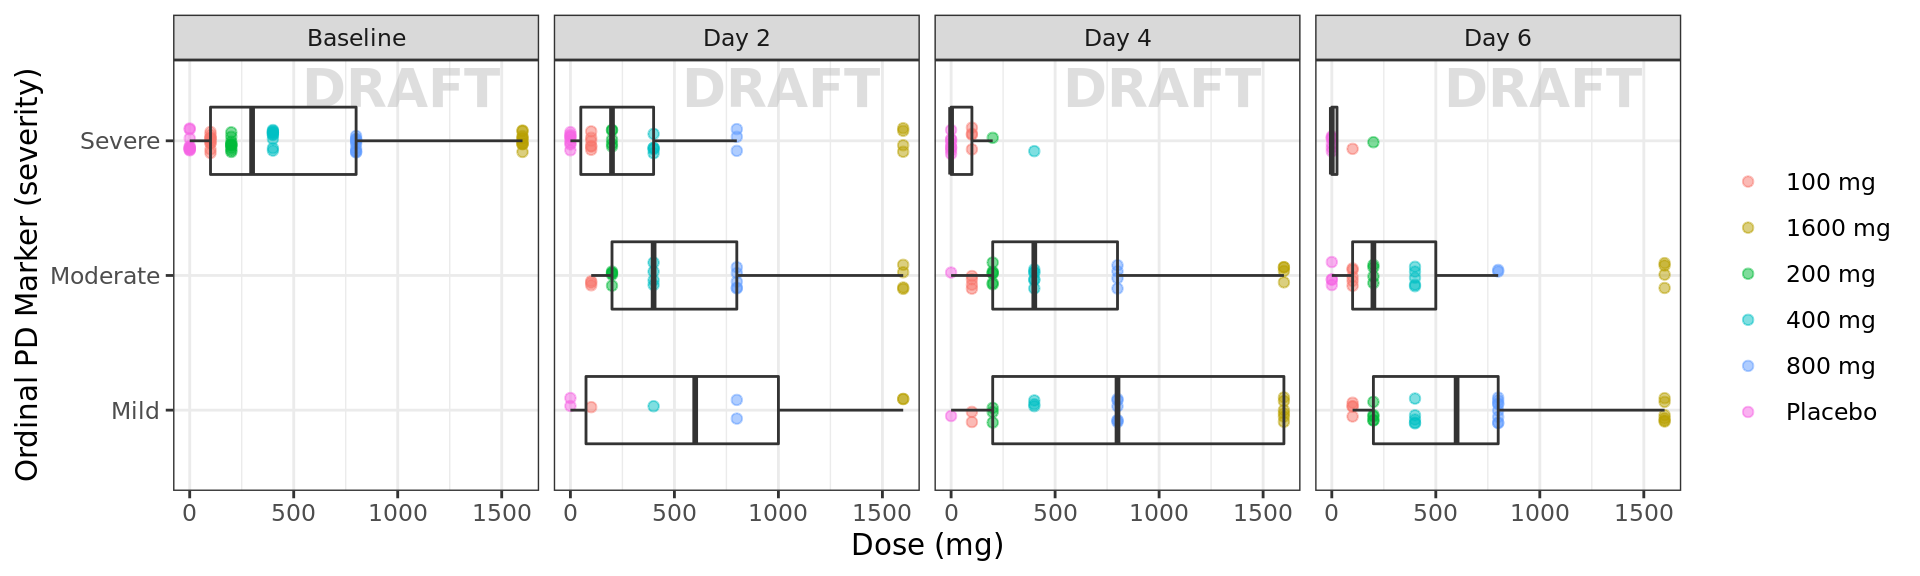 Baseline
Day 2
Day 4
Day 6
DRAFT
DRAFT
DRAFT
DRAFT
Ordinal PD Marker (severity)
Severe
Moderate
Mild
0 500 1000 1500
0 500 1000 1500
0 500 1000 1500
0 500 1000 1500
Dose (mg)
100 mg
1600 mg
200 mg
400 mg
800 mg
Placebo